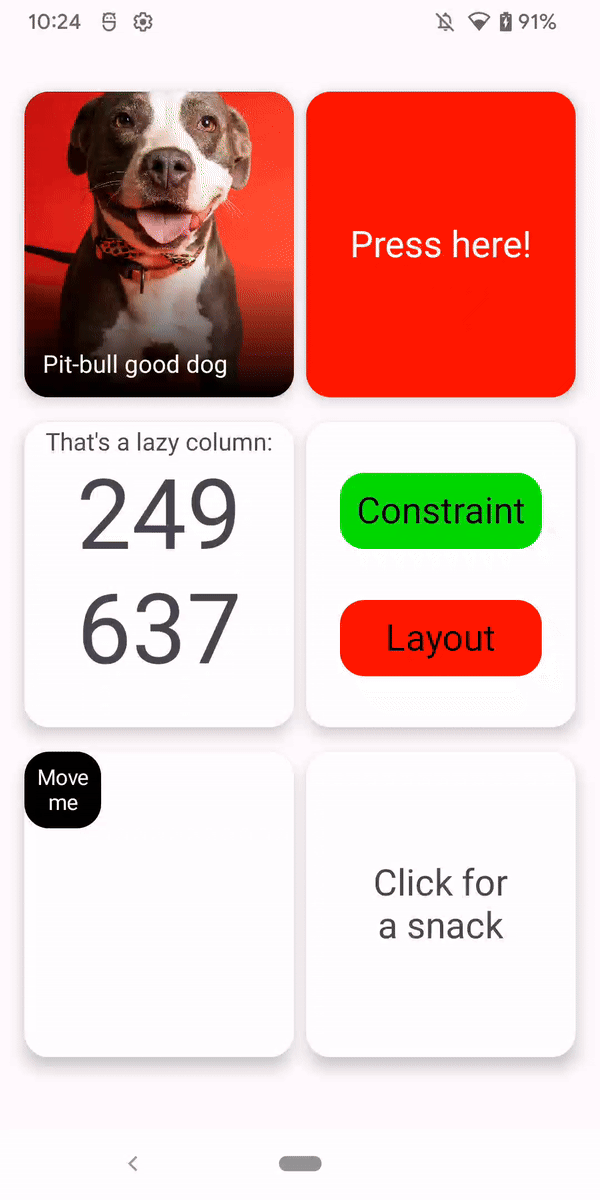 10:24
91%
Pit-bull good dog
Press here!
That's a lazy column:
249
637
Constraint
Layout
Move
me
Click for
a snack